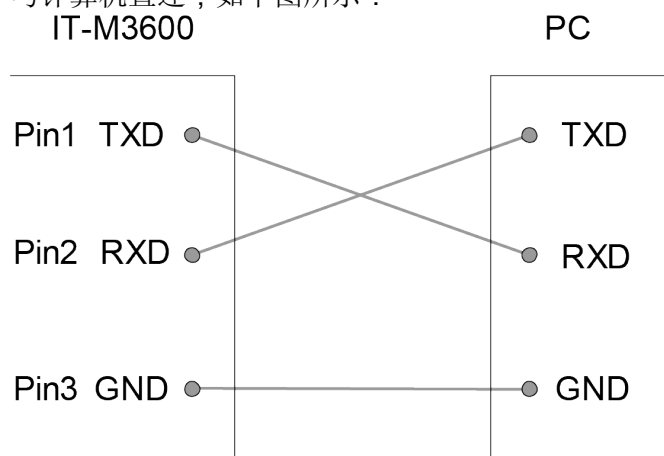 与计算机直连，如下图所示：
IT-M3600 PC
Pin1 TXD TXD
Pin2 RXD RXD
Pin3 GND GND